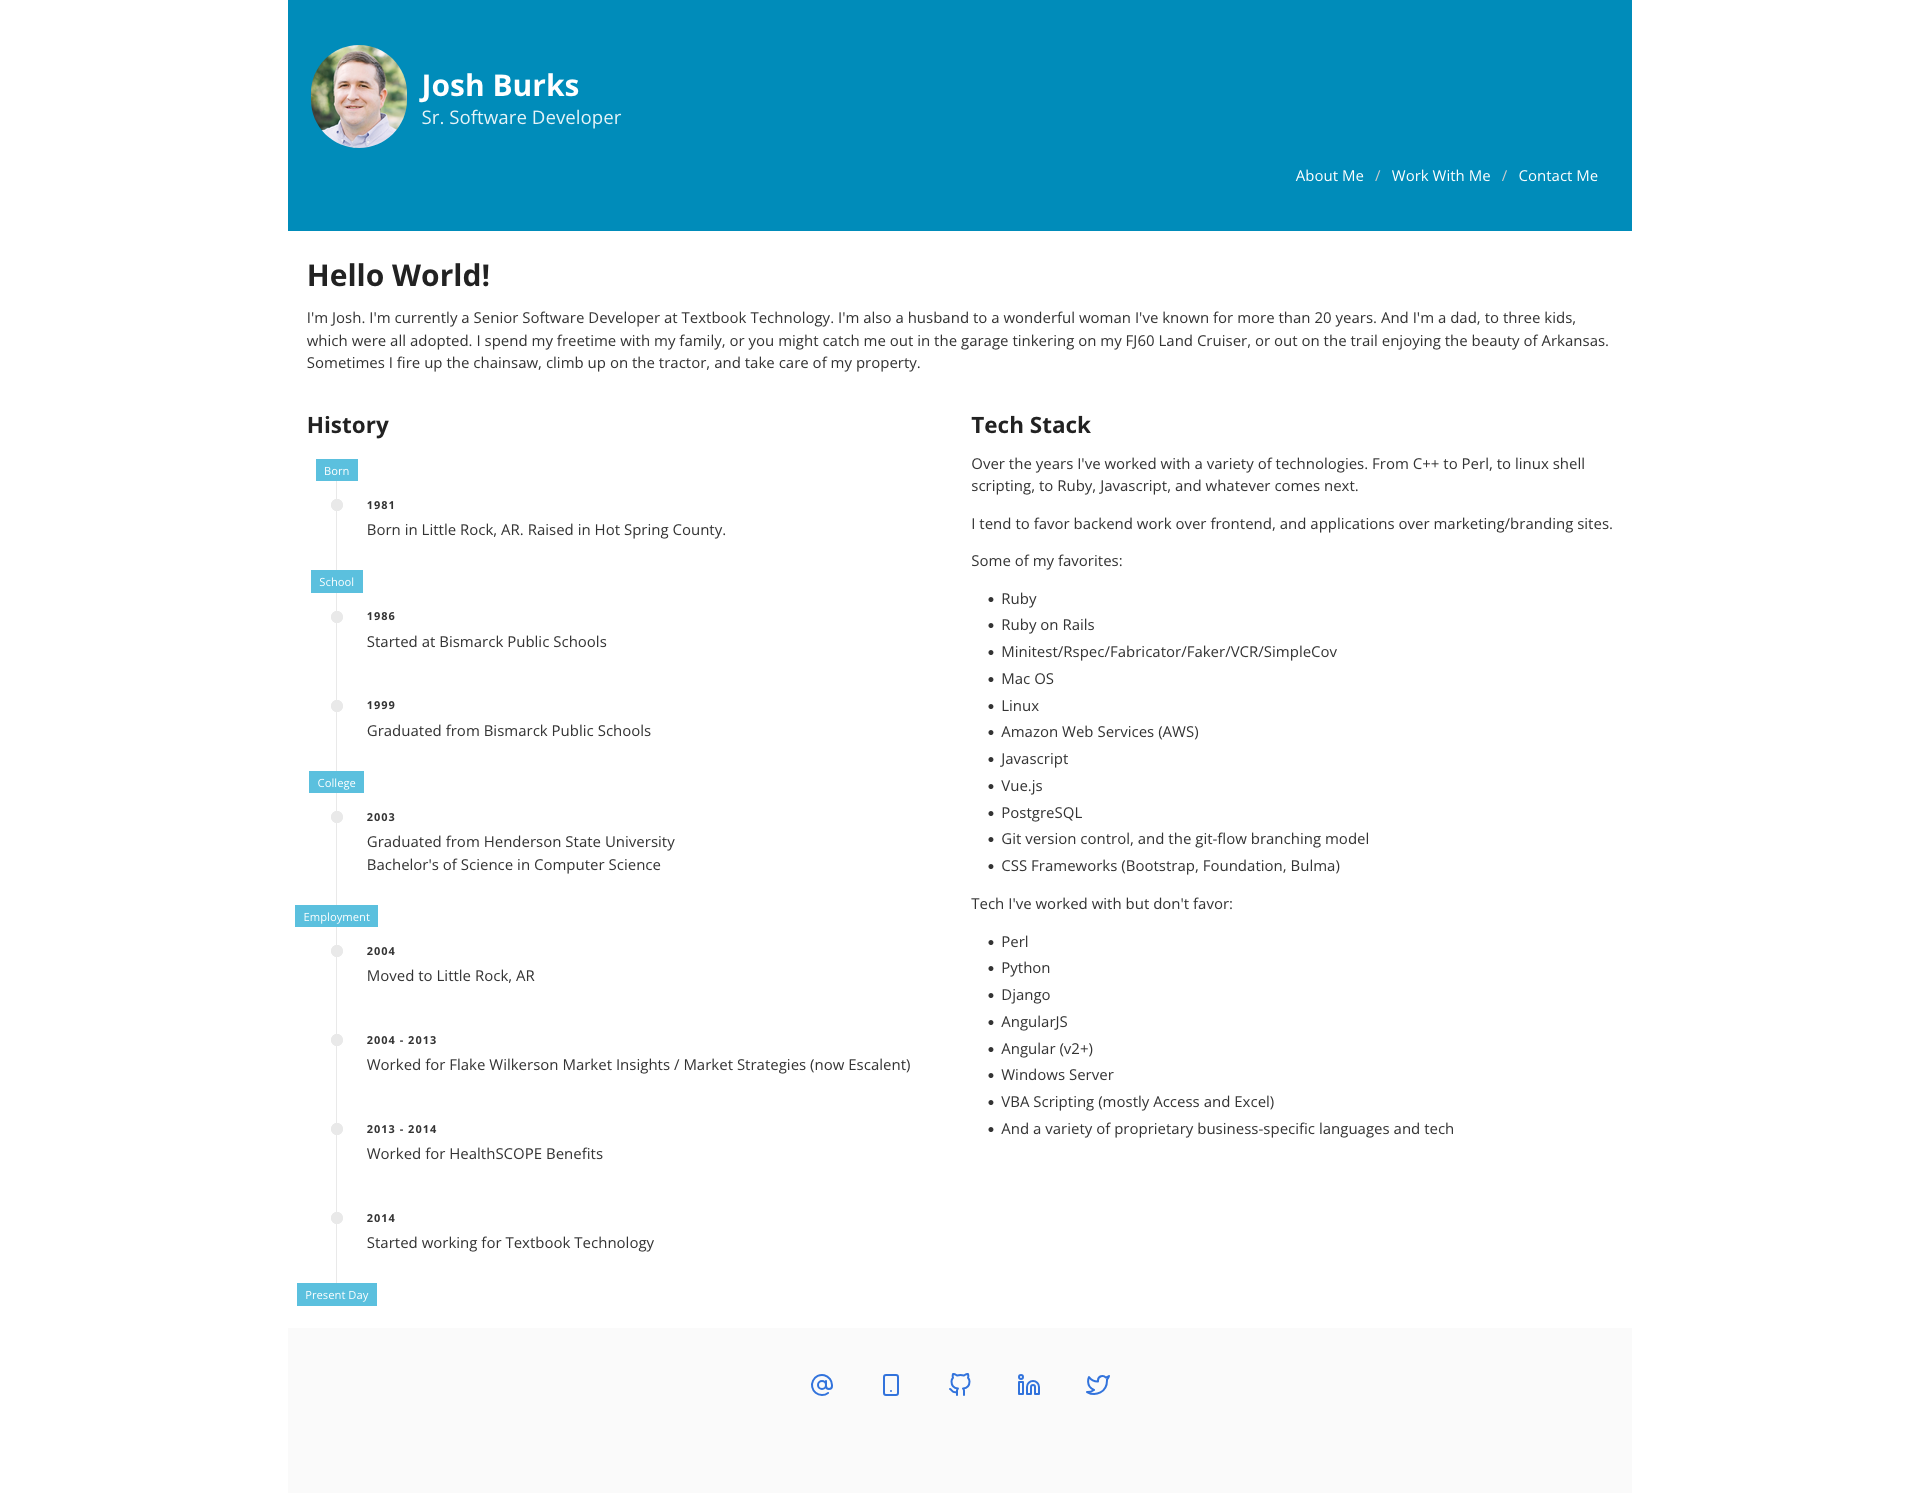 Josh Burks
Sr. Software Developer
About Me / Work With Me / Contact Me
Hello World!
I'm Josh. I'm currently a Senior Software Developer at Textbook Technology. I'm also a husband to a wonderful woman I've known for more than 20 years. And I'm a dad, to three kids,
which were all adopted. I spend my freetime with my family, or you might catch me out in the garage tinkering on my FJ60 Land Cruiser, or out on the trail enjoying the beauty of Arkansas.
Sometimes I fire up the chainsaw, climb up on the tractor, and take care of my property.
History
Born
1981
Born in Little Rock, AR. Raised in Hot Spring County.
School
1986
Started at Bismarck Public Schools
1999
Graduated from Bismarck Public Schools
College
2003
Graduated from Henderson State University
Bachelor's of Science in Computer Science
Employment
2004
Moved to Little Rock, AR
2004 - 2013
Worked for Flake Wilkerson Market Insights / Market Strategies (now Escalent)
2013 - 2014
Worked for HealthSCOPE Benefits
2014
Started working for Textbook Technology
Present Day
Tech Stack
Over the years I've worked with a variety of technologies. From C++ to Perl, to linux shell
scripting, to Ruby, Javascript, and whatever comes next.
I tend to favor backend work over frontend, and applications over marketing/branding sites.
Some of my favorites:
• Ruby
• Ruby on Rails
• Minitest/Rspec/Fabricator/Faker/VCR/SimpleCov
• Mac OS
• Linux
• Amazon Web Services (AWS)
• Javascript
• Vue.js
• PostgreSQL
• Git version control, and the git-flow branching model
• CSS Frameworks (Bootstrap, Foundation, Bulma)
Tech I've worked with but don't favor:
• Perl
• Python
• Django
• AngularJS
• Angular (v2+)
• Windows Server
• VBA Scripting (mostly Access and Excel)
• And a variety of proprietary business-specific languages and tech